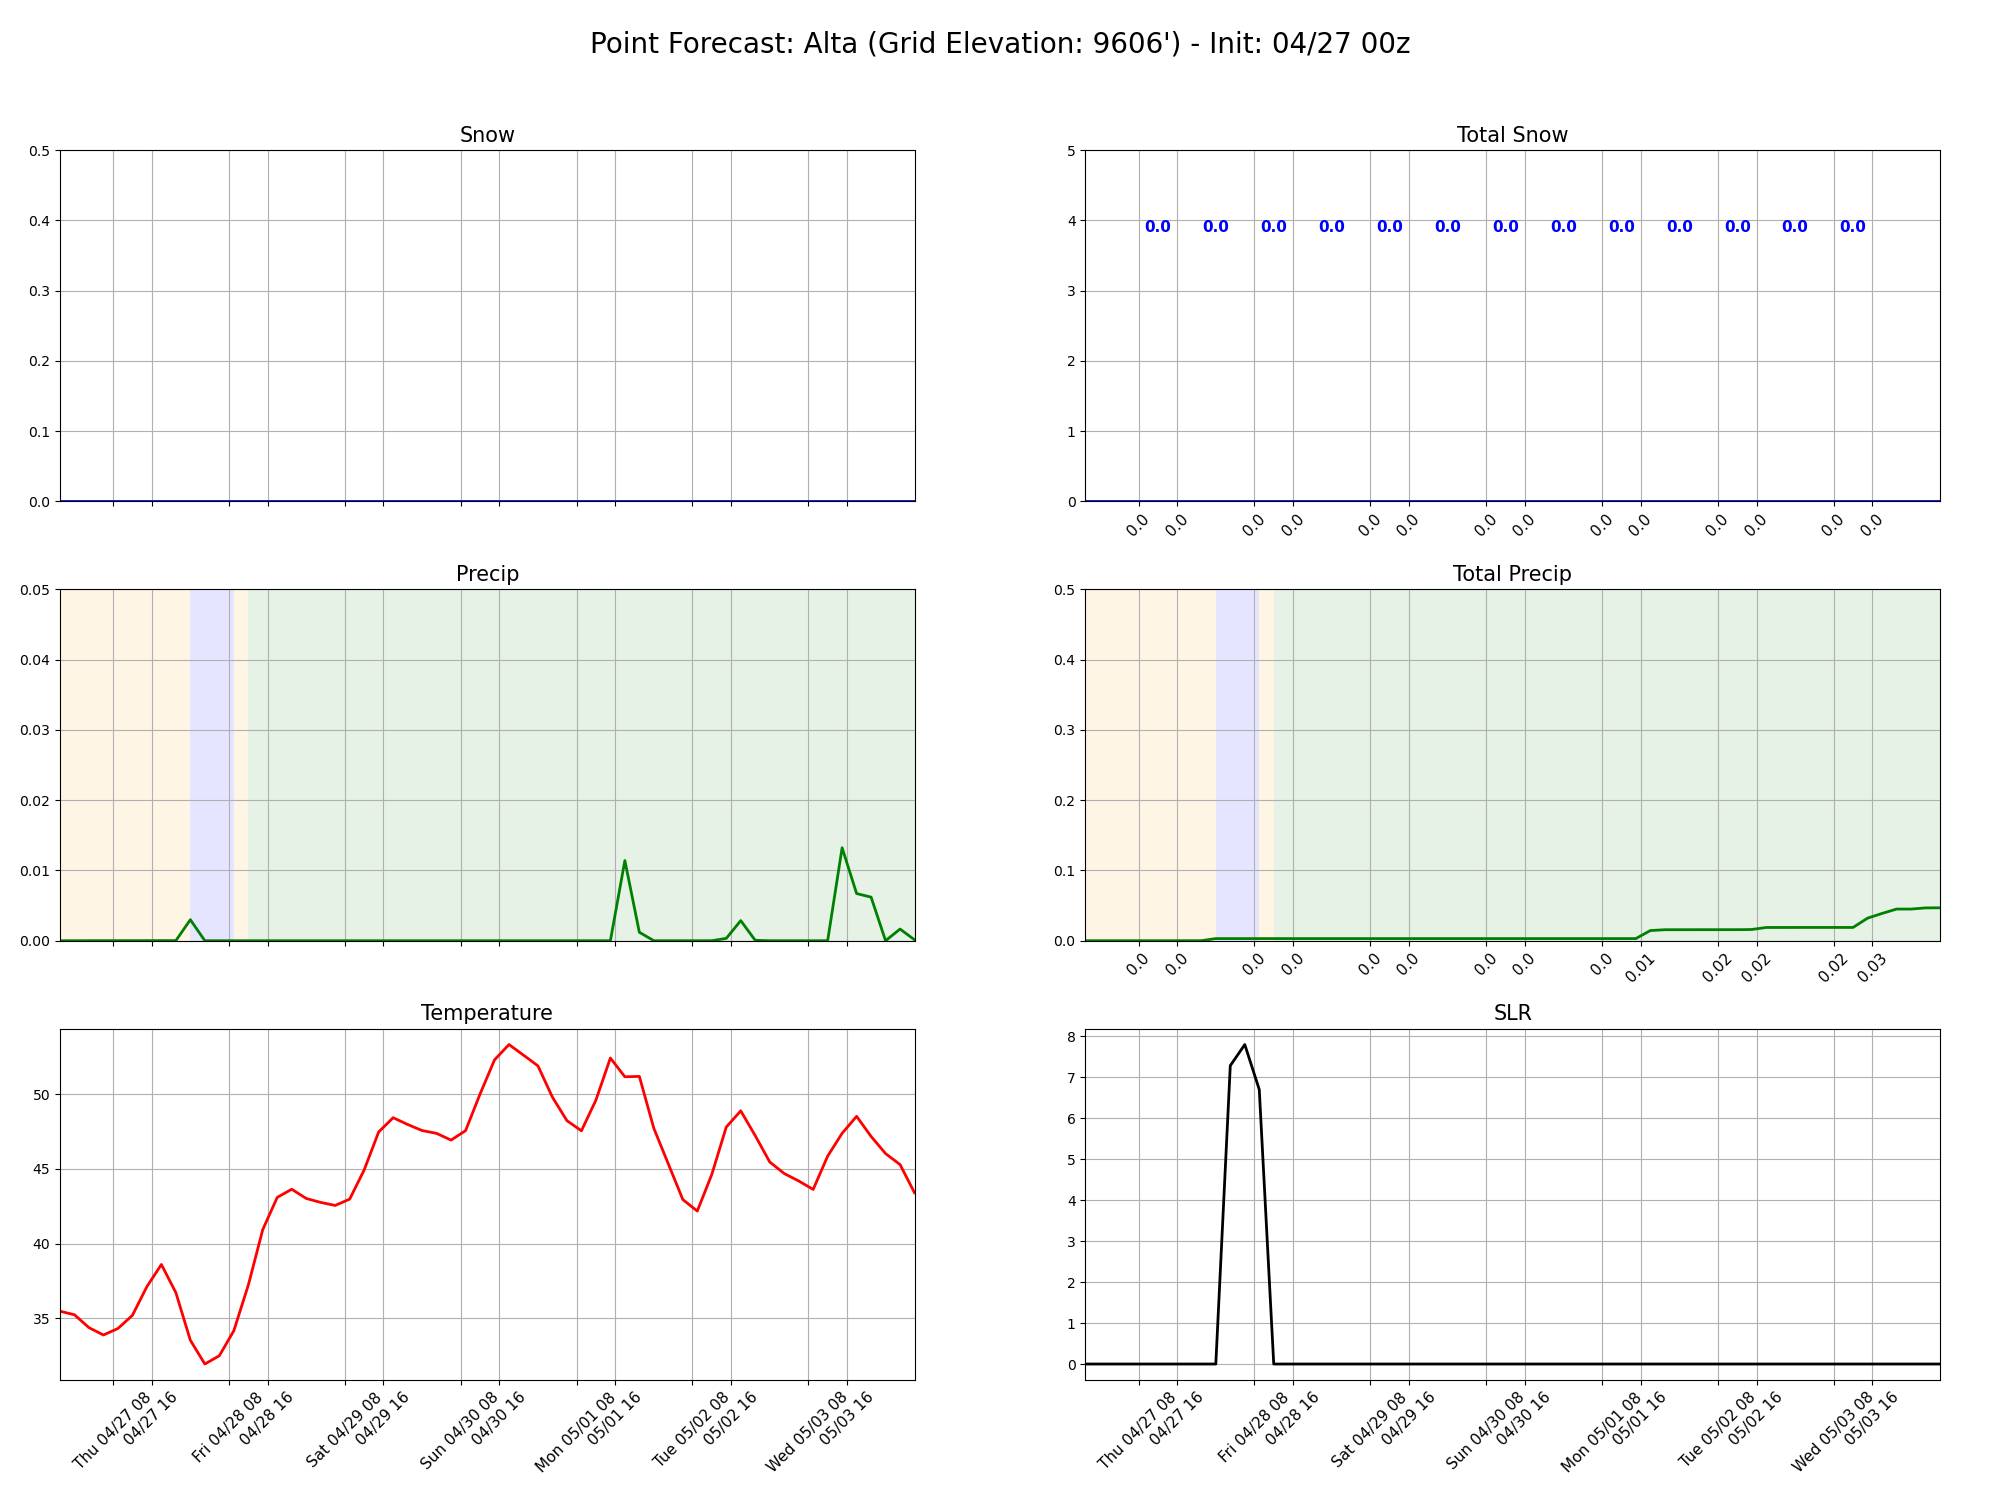 Point Forecast: Alta (Grid Elevation: 9606') - Init: 04/27 00z
Snow
0.5
0.4
0.3
0.2
0.1
0.0
Total Snow
5
4
3
2
1
0
0.0 0.0 0.0 0.0 0.0 0.0 0.0 0.0 0.0 0.0 0.0 0.0 0.0
0.0 0.0 0.0 0.0 0.0 0.0 0.0 0.0 0.0 0.0 0.0 0.0 0.0 0.0
Precip
0.05
0.04
0.03
0.02
0.01
0.00
Total Precip
0.5
0.4
0.3
0.2
0.1
0.0
0.0 0.0 0.0 0.0 0.0 0.0 0.0 0.0 0.0 0.01 0.02 0.02 0.02 0.03
Temperature
50
45
40
35
Thu 04/27 08
04/27 16
Fri 04/28 08
04/28 16
Sat 04/29 08
04/29 16
Sun 04/30 08
04/30 16
Mon 05/01 08
05/01 16
Tue 05/02 08
05/02 16
Wed 05/03 08
05/03 16
SLR
8
7
6
5
4
3
2
1
0
Thu 04/27 08
04/27 16
Fri 04/28 08
04/28 16
Sat 04/29 08
04/29 16
Sun 04/30 08
04/30 16
Mon 05/01 08
05/01 16
Tue 05/02 08
05/02 16
Wed 05/03 08
05/03 16